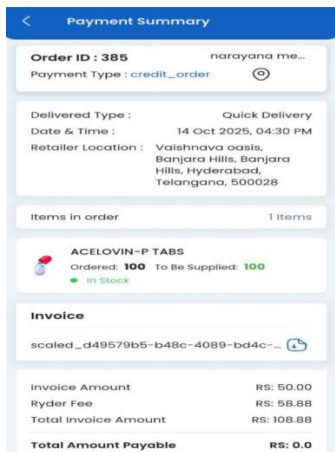 Payment Summary
Order ID : 385 narayana me...
Payment Type : credit_order
Delivered Type : Quick Delivery
Date & Time : 14 Oct 2025, 04:30 PM
Retailer Location : Vaishnava oasis,
Banjara Hills, Banjara
Hills, Hyderabad,
Telangana, 500028
Items in order 1 Items
ACELOVIN-P TABS
Ordered: 100 To Be Supplied: 100
In Stock
Invoice
scaled_d49579b5-b48c-4089-bd4c-...
Invoice Amount RS: 50.00
Ryder Fee RS: 58.88
Total Invoice Amount RS: 108.88
Total Amount Payable RS: 0.0